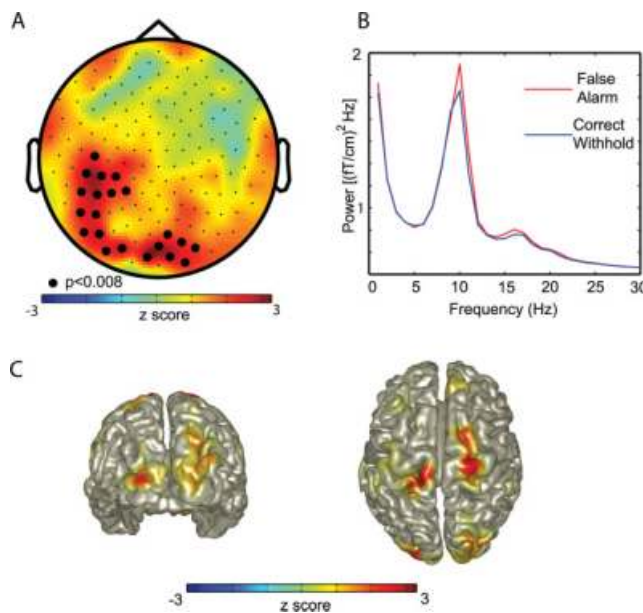 A
p<0.008
-3
3
z score
B
2
False
Alarm
Correct
Withhold
Power [(fT/cm)² Hz]
1
0
5
10
15
20
25
30
Frequency (Hz)
C
-3
3
z score